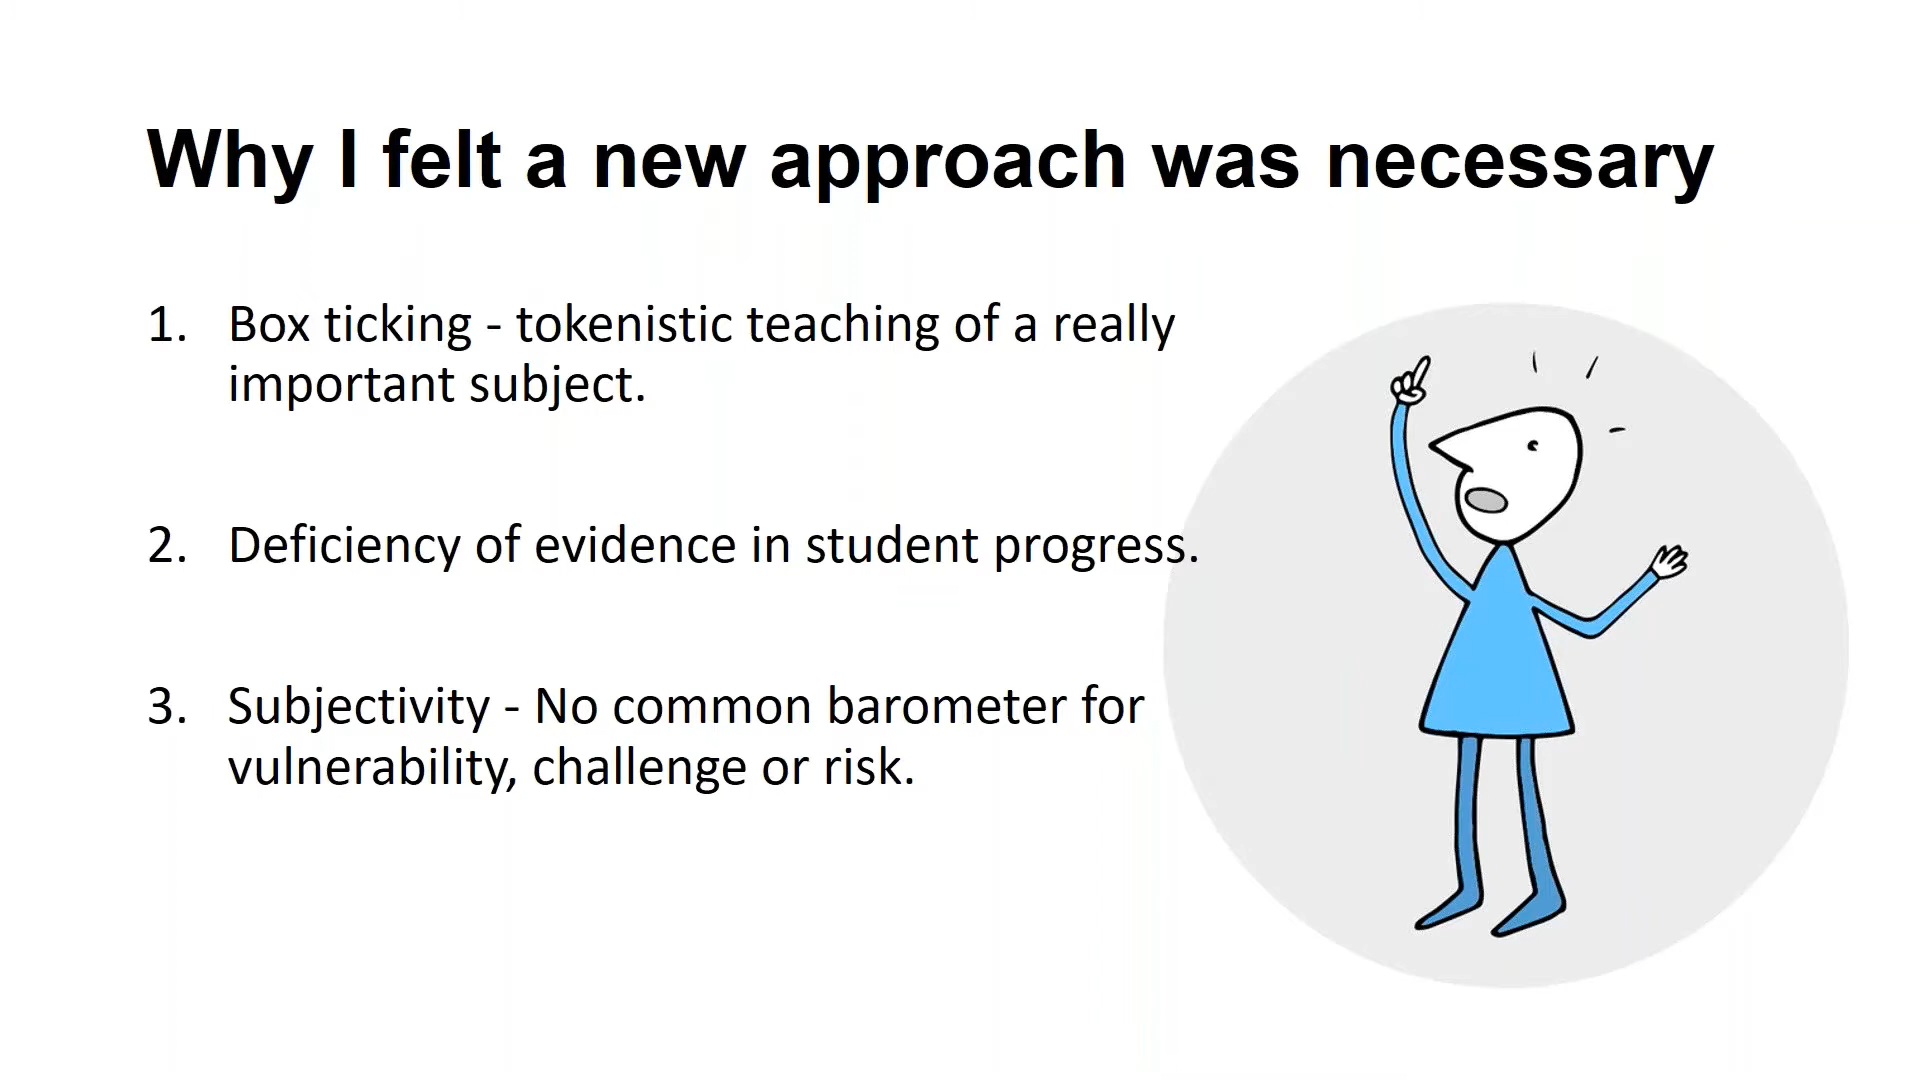 Why I felt a new approach was necessary
1. Box ticking - tokenistic teaching of a really
important subject.
2. Deficiency of evidence in student progress.
3. Subjectivity - No common barometer for
vulnerability, challenge or risk.